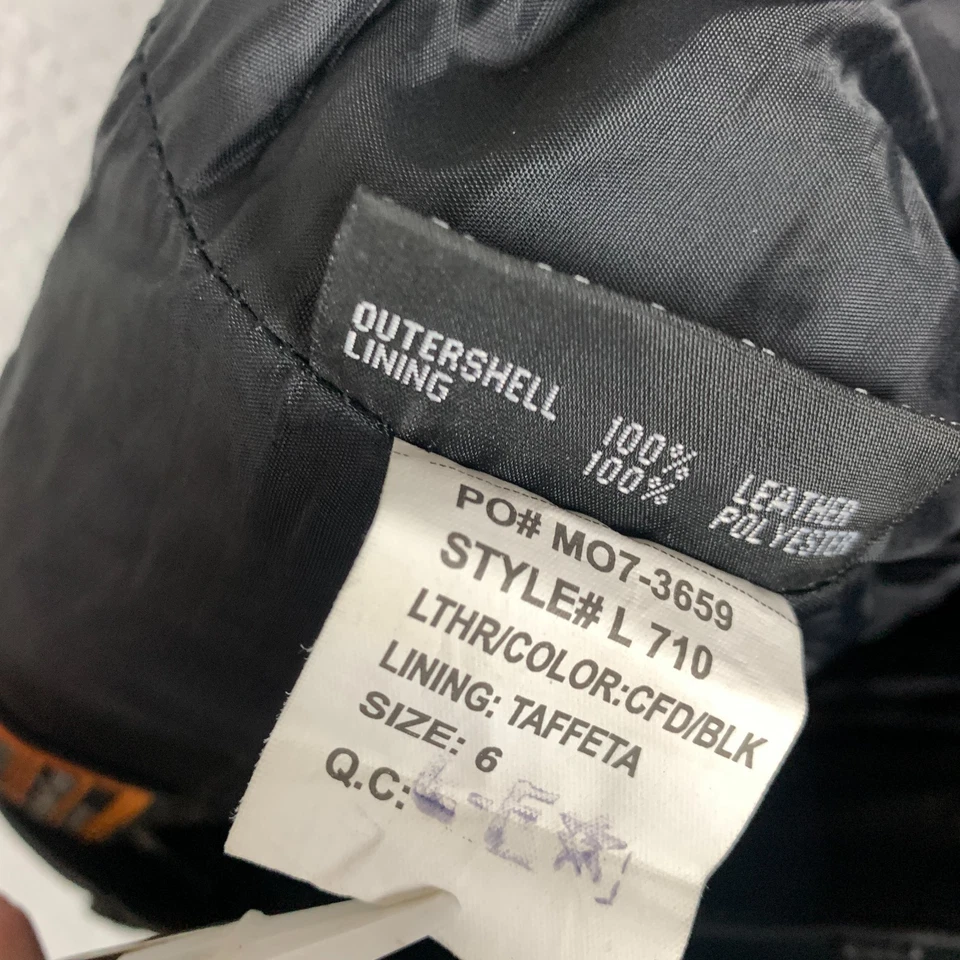 OUTERSHELL 100% LEATHER
LINING 100% POLYESTER
PO# MO7-3659
STYLE# L 710
LTHR/COLOR:CFD/BLK
LINING: TAFFETA
SIZE: 6
Q.C: